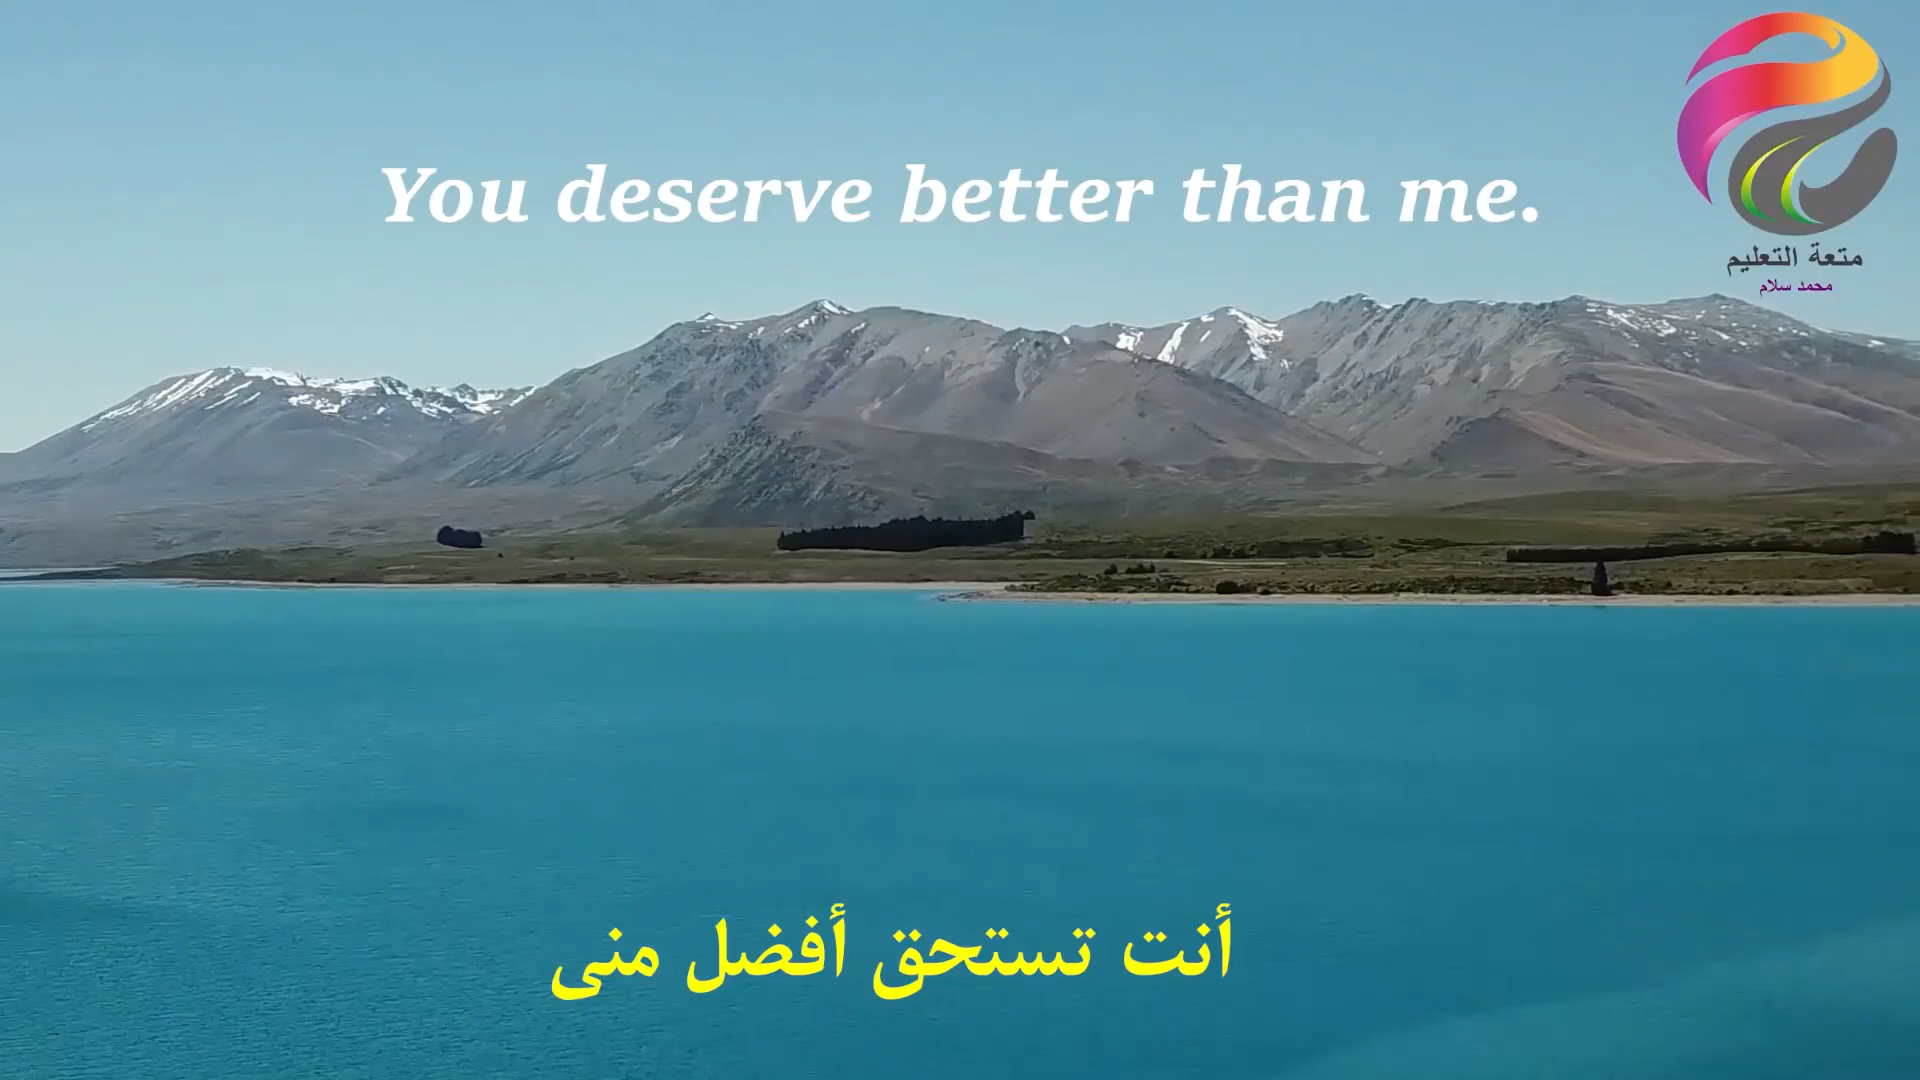 You deserve better than me.
متعة التعليم
محمد سلام
أنت تستحق أفضل منى